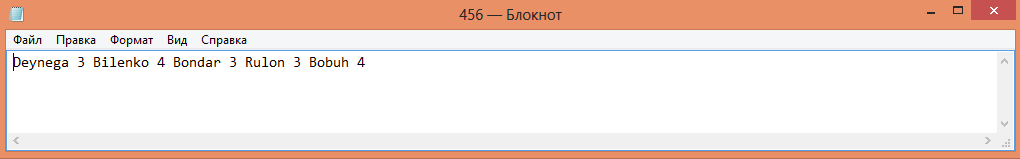 456 — Блокнот
Файл Правка Формат Вид Справка
Deynega 3 Bilenko 4 Bondar 3 Rulon 3 Bobuh 4